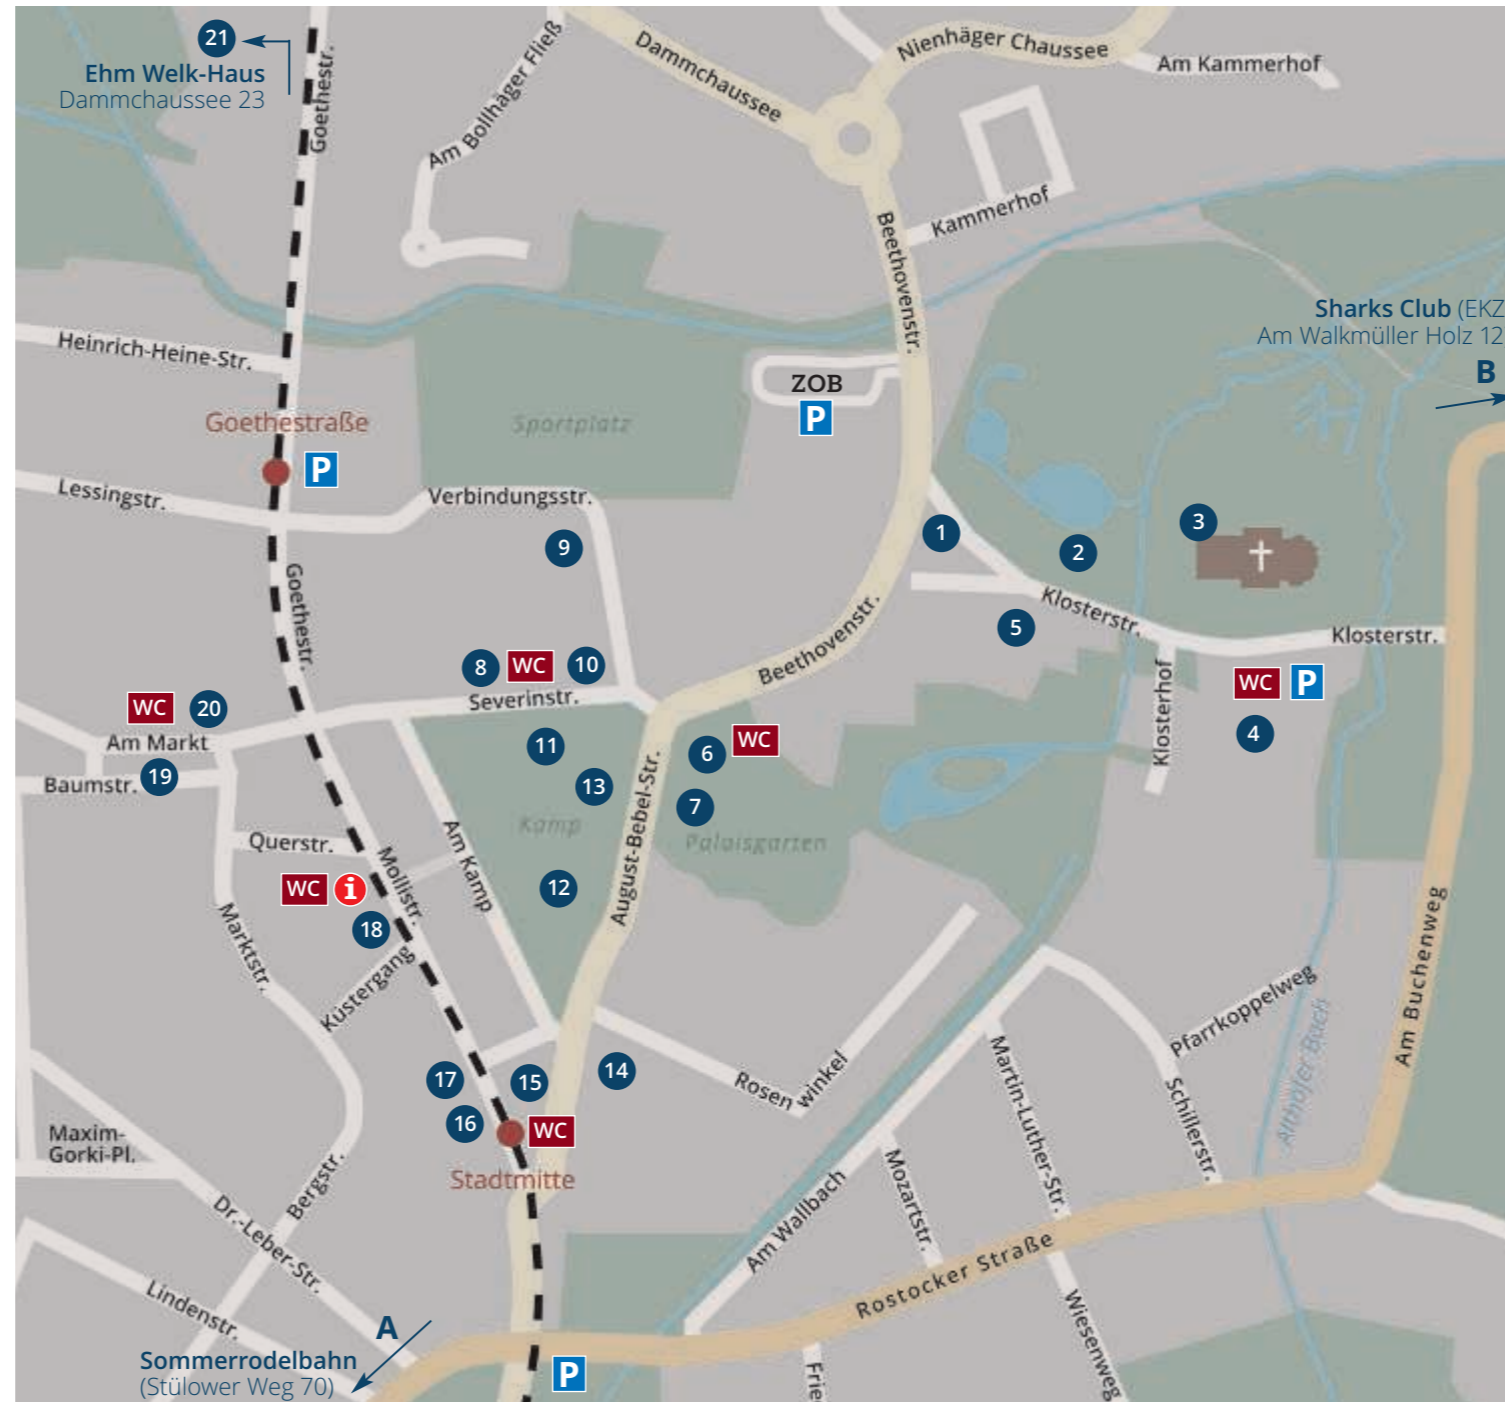 21
Ehm Welk-Haus
Dammchaussee 23
Goethestr.
Am Bollhäger Fließ
Dammchaussee
Nienhäger Chaussee
Am Kammerhof
Kammerhof
Beethovenstr.
Sharks Club (EKZ
Am Walkmüller Holz 12
B
Heinrich-Heine-Str.
Goethestraße
P
Lessingstr.
Sportplatz
ZOB
P
Verbindungsstr.
9
1
2
3
Goethestr.
Klosterstr.
5
Klosterstr.
Beethovenstr.
8
WC
10
Severinstr.
Klosterhof
WC
P
4
WC
20
Am Markt
19
Baumstr.
11
13
6
WC
7
Kamp
Palaisgarten
August-Bebel-Str.
Querstr.
Mollistr.
Am Kamp
12
WC
i
18
Marktstr.
Küstergang
Am Buchenweg
Pfarrkoppelweg
Althöfer Bach
17
15
14
16
WC
Stadtmitte
Rosen winkel
Martin-Luther-Str.
Schillerstr.
Maxim-
Gorki-Pl.
Bergstr.
Dr.-Leber-Str.
Lindenstr.
Am Wallbach
Mozartstr.
Rostocker Straße
Wiesenweg
Frie
A
Sommerrodelbahn
(Stülower Weg 70)
P